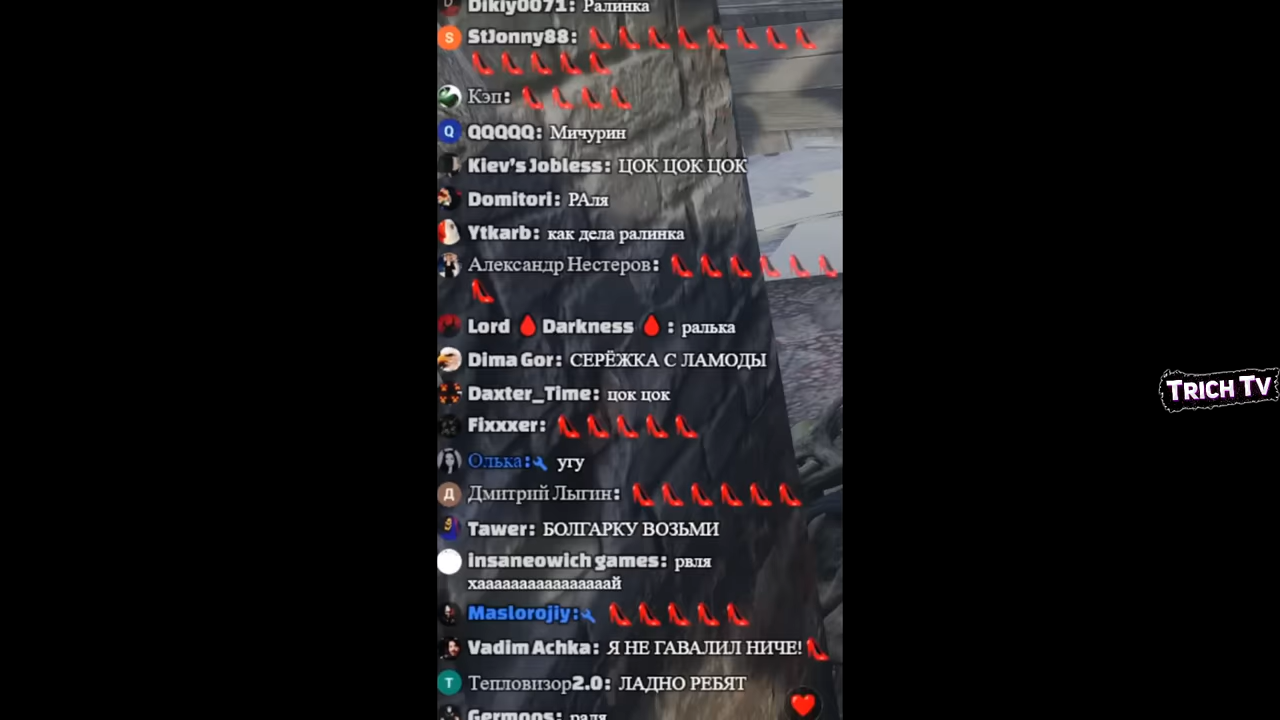 Dikiy0071: Ралинка
StJonny88: 👠👠👠👠👠👠👠👠
👠👠👠👠👠
Кэп: 👠👠👠👠
QQQQQ: Мичурин
Kiev's Jobless: ЦОК ЦОК ЦОК
Domitori: РАля
Ytkarb: как дела ралинка
Александр Нестеров: 👠👠👠👠👠👠
👠
Lord 🩸 Darkness 🩸 : ралька
Dima Gor: СЕРЁЖКА С ЛАМОДЫ
Daxter_Time: цок цок
Fixxxer: 👠👠👠👠👠
Олька: угу
Дмитрий Лыгин: 👠👠👠👠👠👠
Tawer: БОЛГАРКУ ВОЗЬМИ
insaneowich games: рвля
хааааааааааааааай
Maslorojiy: 👠👠👠👠👠
Vadim Achka: Я НЕ ГАВАЛИЛ НИЧЕ! 👠
Тепловизор2.0: ЛАДНО РЕБЯТ
Germoos: раля
TRICH TV